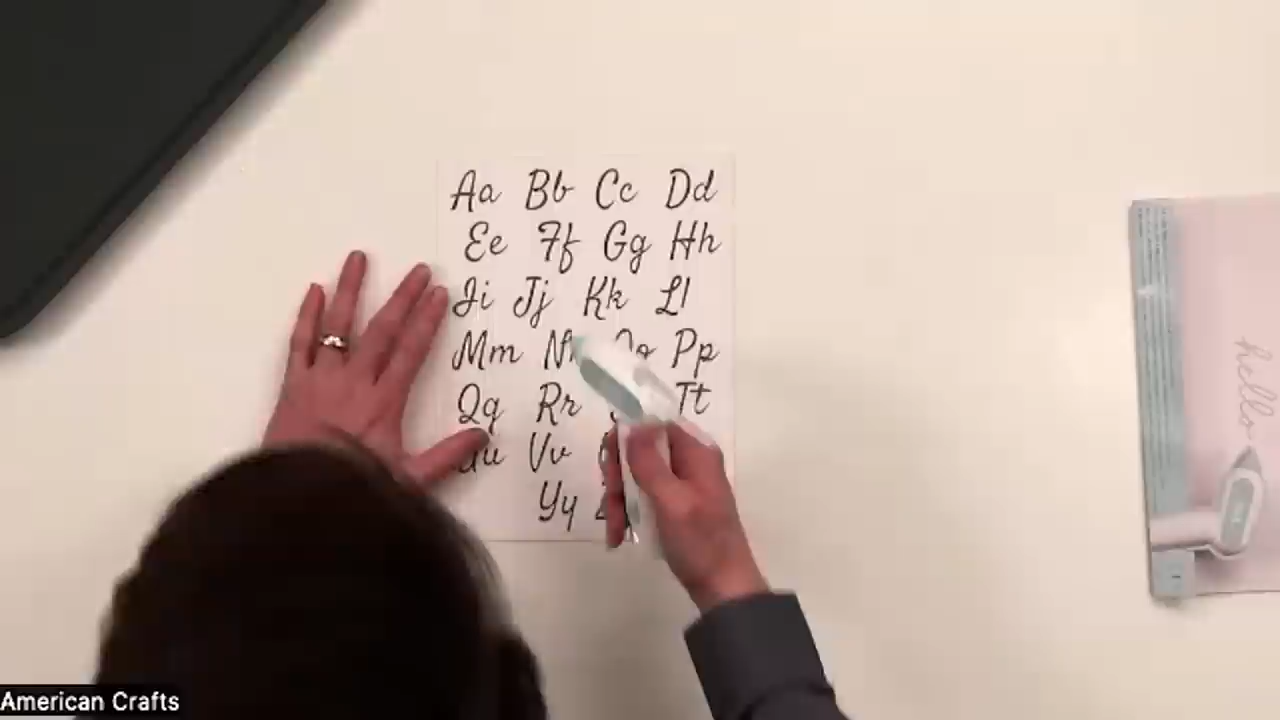 Aa Bb Cc Dd
Ee Ff Gg Hh
Ii Jj Kk Ll
Mm Pp
Qq Rr Tt
Vv
Yy
hello
American Crafts